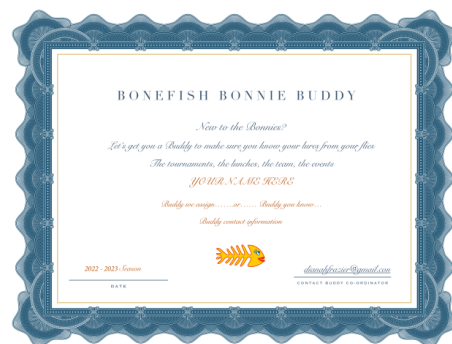 BONEFISH BONNIE BUDDY
New to the Bonnies?
Let's get you a Buddy to make sure you know your lures from your flies
The tournaments, the lunches, the team, the events
YOUR NAME HERE
Buddy we assign.......or...... Buddy you know...
Buddy contact information
2022 - 2023 Season
DATE
dianahfrazier@gmail.com
CONTACT BUDDY CO-ORDINATOR